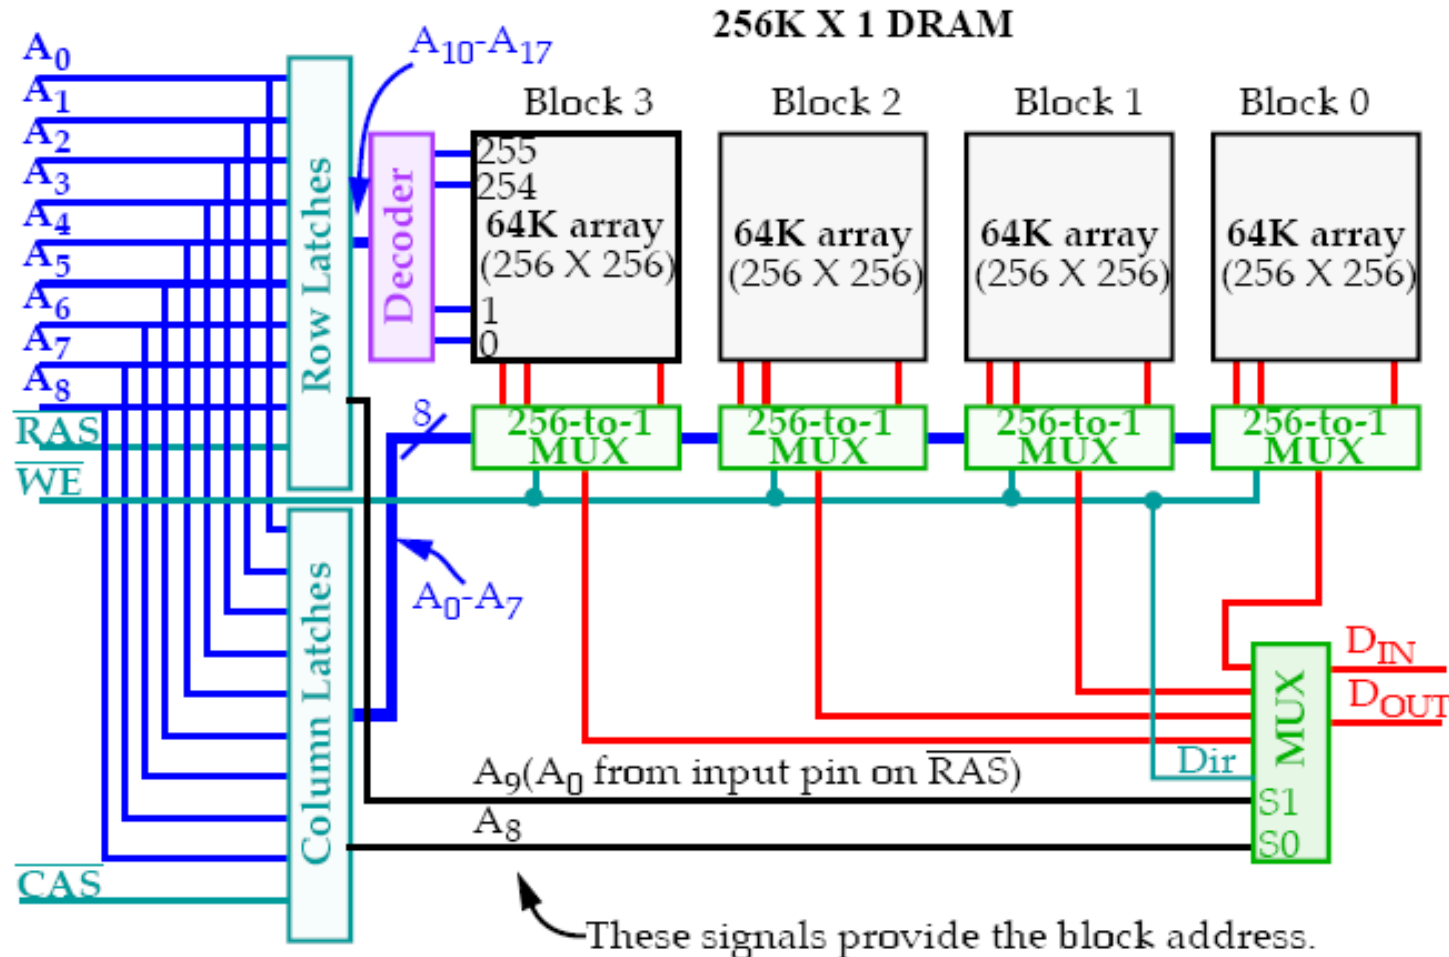 256K X 1 DRAM
A0
A1
A2
A3
A4
A5
A6
A7
A8
RAS
WE
CAS
Row Latches
Column Latches
A10-A17
Decoder
Block 3
Block 2
Block 1
Block 0
255
254
64K array
(256 X 256)
1
0
64K array
(256 X 256)
64K array
(256 X 256)
64K array
(256 X 256)
8
256-to-1
MUX
256-to-1
MUX
256-to-1
MUX
256-to-1
MUX
A0-A7
DIN
DOUT
MUX
Dir
S1
S0
A9(A0 from input pin on RAS)
A8
These signals provide the block address.